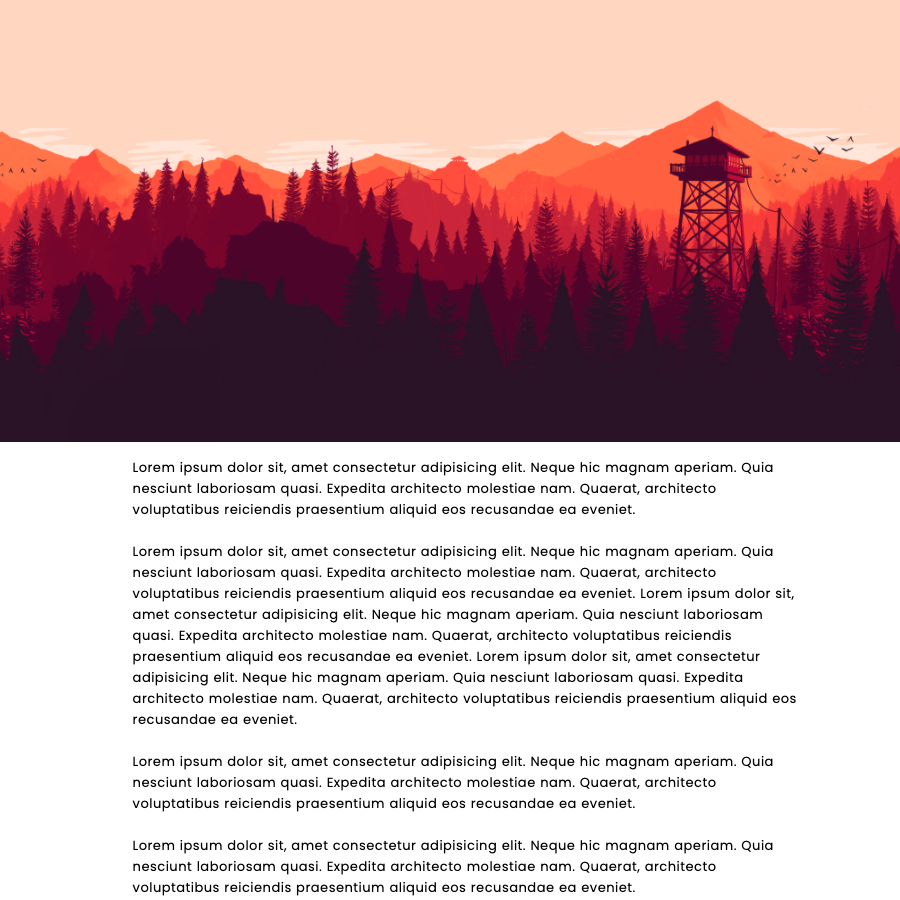 Lorem ipsum dolor sit, amet consectetur adipisicing elit. Neque hic magnam aperiam. Quia
nesciunt laboriosam quasi. Expedita architecto molestiae nam. Quaerat, architecto
voluptatibus reiciendis praesentium aliquid eos recusandae ea eveniet.
Lorem ipsum dolor sit, amet consectetur adipisicing elit. Neque hic magnam aperiam. Quia
nesciunt laboriosam quasi. Expedita architecto molestiae nam. Quaerat, architecto
voluptatibus reiciendis praesentium aliquid eos recusandae ea eveniet. Lorem ipsum dolor sit,
amet consectetur adipisicing elit. Neque hic magnam aperiam. Quia nesciunt laboriosam
quasi. Expedita architecto molestiae nam. Quaerat, architecto voluptatibus reiciendis
praesentium aliquid eos recusandae ea eveniet. Lorem ipsum dolor sit, amet consectetur
adipisicing elit. Neque hic magnam aperiam. Quia nesciunt laboriosam quasi. Expedita
architecto molestiae nam. Quaerat, architecto voluptatibus reiciendis praesentium aliquid eos
recusandae ea eveniet.
Lorem ipsum dolor sit, amet consectetur adipisicing elit. Neque hic magnam aperiam. Quia
nesciunt laboriosam quasi. Expedita architecto molestiae nam. Quaerat, architecto
voluptatibus reiciendis praesentium aliquid eos recusandae ea eveniet.
Lorem ipsum dolor sit, amet consectetur adipisicing elit. Neque hic magnam aperiam. Quia
nesciunt laboriosam quasi. Expedita architecto molestiae nam. Quaerat, architecto
voluptatibus reiciendis praesentium aliquid eos recusandae ea eveniet.